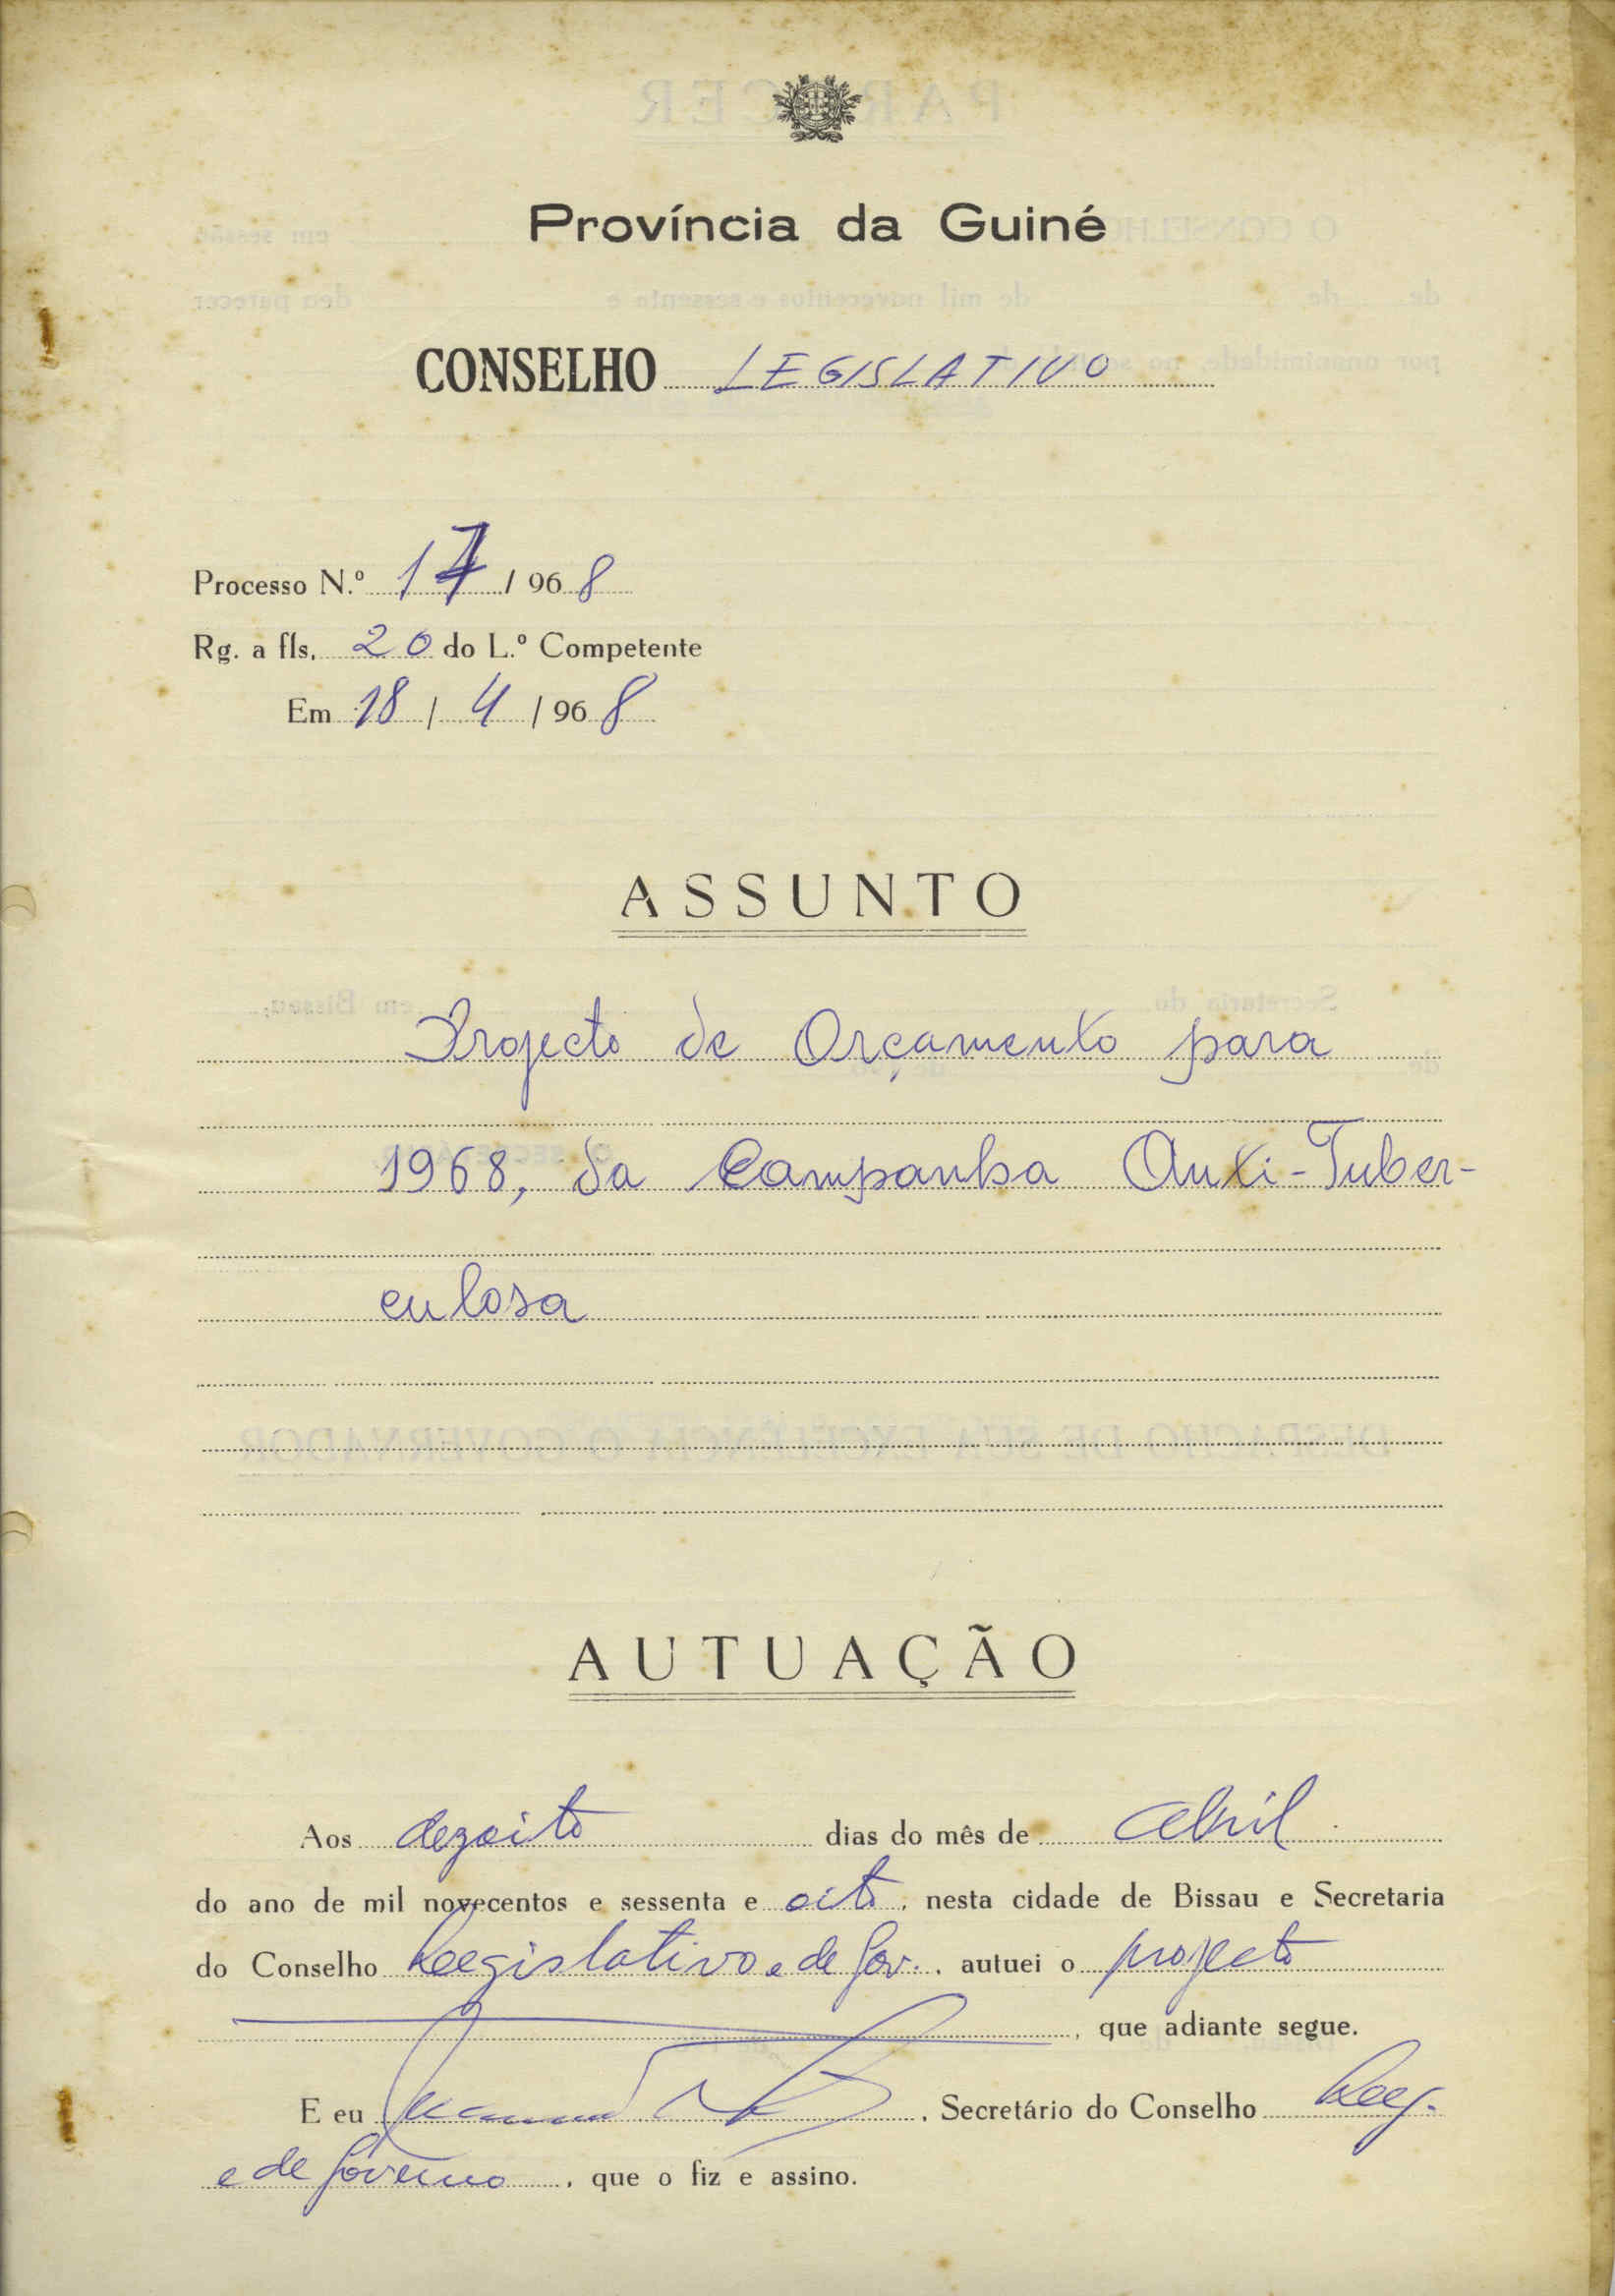 Província da Guiné
CONSELHO LEGISLATIVO
Processo N.º 17 / 968
Rg. a fls. 20 do L.º Competente
Em 18 / 4 / 968
ASSUNTO
Projecto de Orçamento para
1968, da Campanha Anti-Tuber-
culosa
AUTUAÇÃO
Aos dezoito dias do mês de Abril
do ano de mil novecentos e sessenta e oito, nesta cidade de Bissau e Secretaria
do Conselho Legislativo e de Gov., autuei o projecto
, que adiante segue.
E eu , Secretário do Conselho Leg.
e de Govêrno, que o fiz e assino.